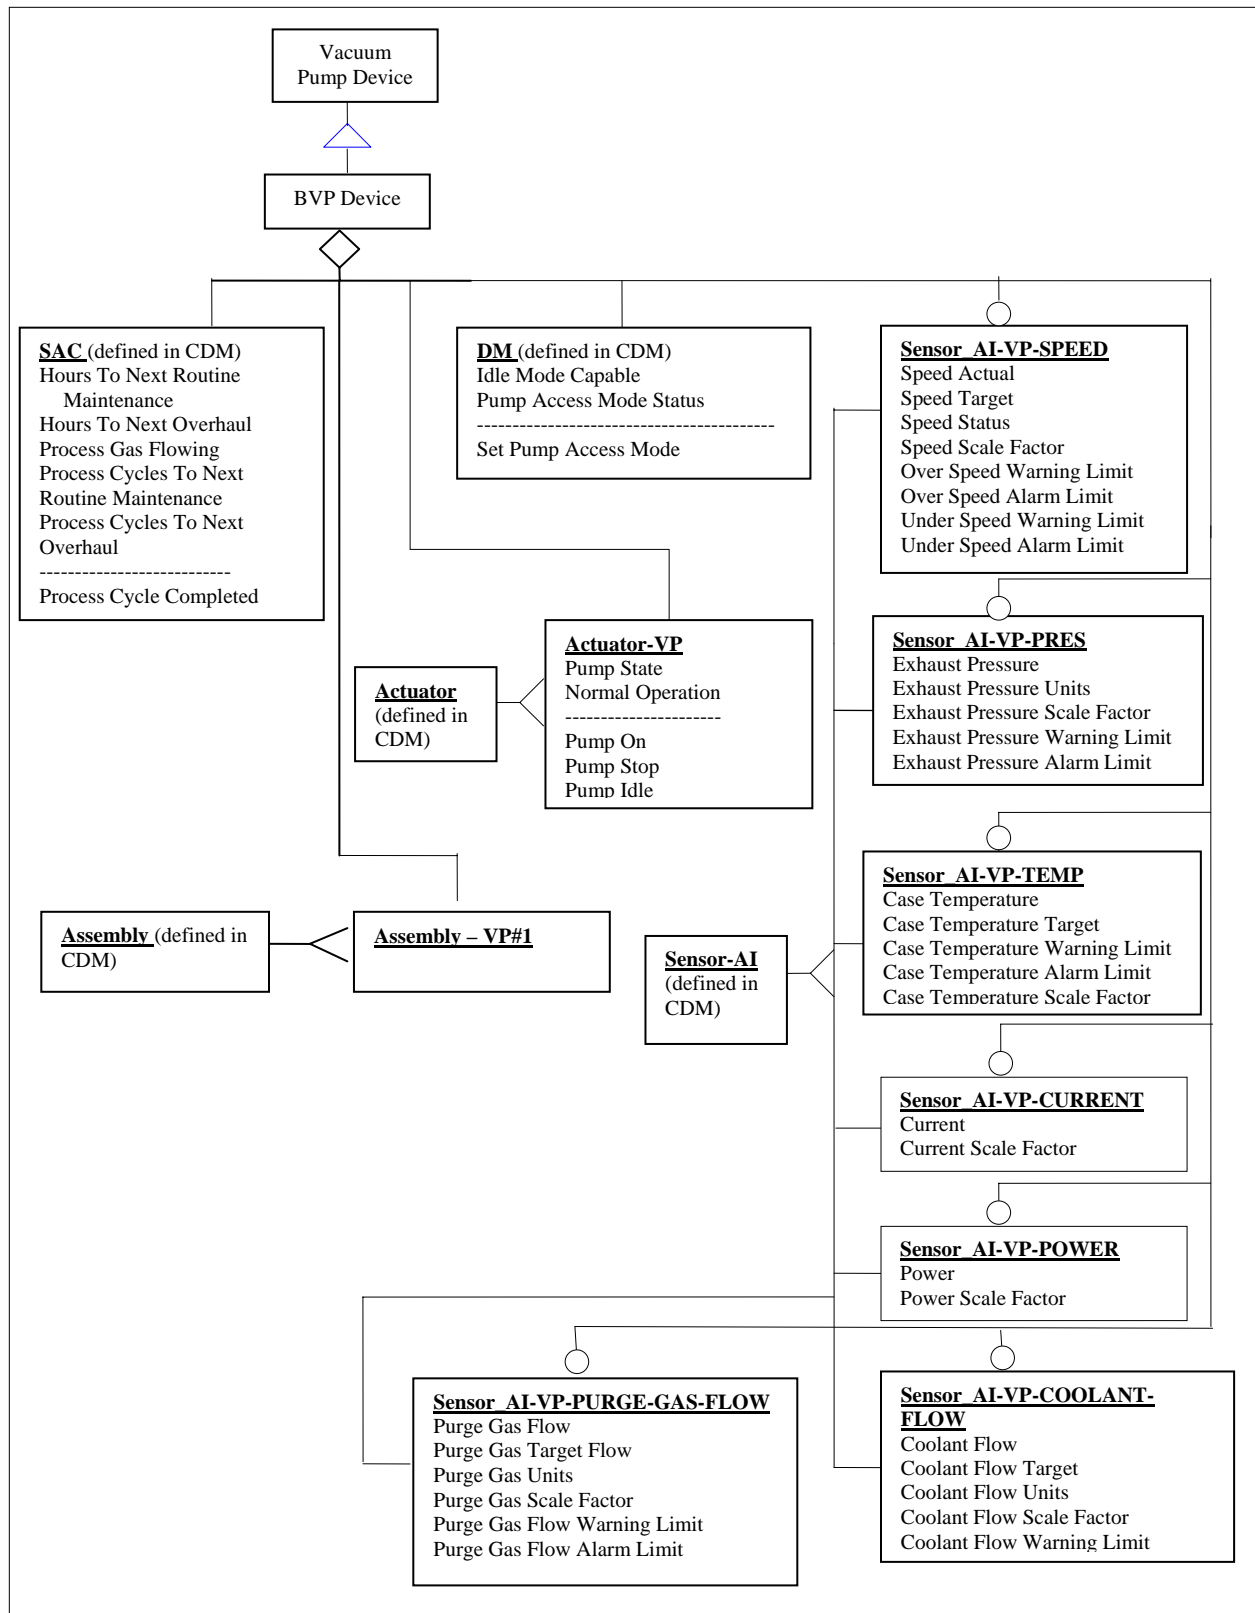 Vacuum
Pump Device
BVP Device
SAC (defined in CDM)
Hours To Next Routine
Maintenance
Hours To Next Overhaul
Process Gas Flowing
Process Cycles To Next
Routine Maintenance
Process Cycles To Next
Overhaul
---------------------------
Process Cycle Completed
DM (defined in CDM)
Idle Mode Capable
Pump Access Mode Status
------------------------------------------
Set Pump Access Mode
Sensor_AI-VP-SPEED
Speed Actual
Speed Target
Speed Status
Speed Scale Factor
Over Speed Warning Limit
Over Speed Alarm Limit
Under Speed Warning Limit
Under Speed Alarm Limit
Actuator-VP
Pump State
Normal Operation
----------------------
Pump On
Pump Stop
Pump Idle
Actuator
(defined in
CDM)
Sensor_AI-VP-PRES
Exhaust Pressure
Exhaust Pressure Units
Exhaust Pressure Scale Factor
Exhaust Pressure Warning Limit
Exhaust Pressure Alarm Limit
Sensor_AI-VP-TEMP
Case Temperature
Case Temperature Target
Case Temperature Warning Limit
Case Temperature Alarm Limit
Case Temperature Scale Factor
Assembly (defined in
CDM)
Assembly – VP#1
Sensor-AI
(defined in
CDM)
Sensor_AI-VP-CURRENT
Current
Current Scale Factor
Sensor_AI-VP-POWER
Power
Power Scale Factor
Sensor_AI-VP-PURGE-GAS-FLOW
Purge Gas Flow
Purge Gas Target Flow
Purge Gas Units
Purge Gas Scale Factor
Purge Gas Flow Warning Limit
Purge Gas Flow Alarm Limit
Sensor_AI-VP-COOLANT-
FLOW
Coolant Flow
Coolant Flow Target
Coolant Flow Units
Coolant Flow Scale Factor
Coolant Flow Warning Limit